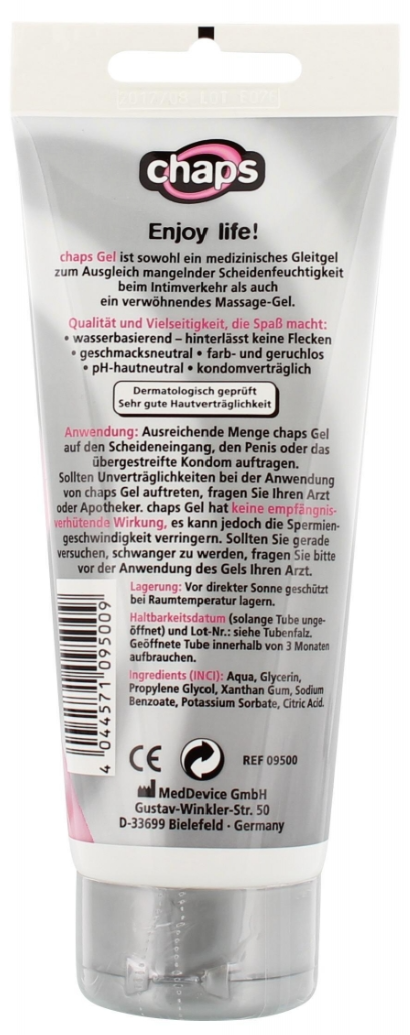 chaps
Enjoy life!
chaps Gel ist sowohl ein medizinisches Gleitgel
zum Ausgleich mangelnder Scheidenfeuchtigkeit
beim Intimverkehr als auch
ein verwöhnendes Massage-Gel.
Qualität und Vielseitigkeit, die Spaß macht:
• wasserbasierend – hinterlässt keine Flecken
• geschmacksneutral • farb- und geruchlos
• pH-hautneutral • kondomverträglich
Dermatologisch geprüft
Sehr gute Hautverträglichkeit
Anwendung: Ausreichende Menge chaps Gel
auf den Scheideneingang, den Penis oder das
übergestreifte Kondom auftragen.
Sollten Unverträglichkeiten bei der Anwendung
von chaps Gel auftreten, fragen Sie Ihren Arzt
oder Apotheker. chaps Gel hat keine empfängnis-
verhütende Wirkung, es kann jedoch die Spermien-
geschwindigkeit verringern. Sollten Sie gerade
versuchen, schwanger zu werden, fragen Sie bitte
vor der Anwendung des Gels Ihren Arzt.
Lagerung: Vor direkter Sonne geschützt
bei Raumtemperatur lagern.
Haltbarkeitsdatum (solange Tube unge-
öffnet) und Lot-Nr.: siehe Tubenfalz.
Geöffnete Tube innerhalb von 3 Monaten
aufbrauchen.
Ingredients (INCI): Aqua, Glycerin,
Propylene Glycol, Xanthan Gum, Sodium
Benzoate, Potassium Sorbate, Citric Acid.
4 044571 095009
CE
REF 09500
MedDevice GmbH
Gustav-Winkler-Str. 50
D-33699 Bielefeld · Germany